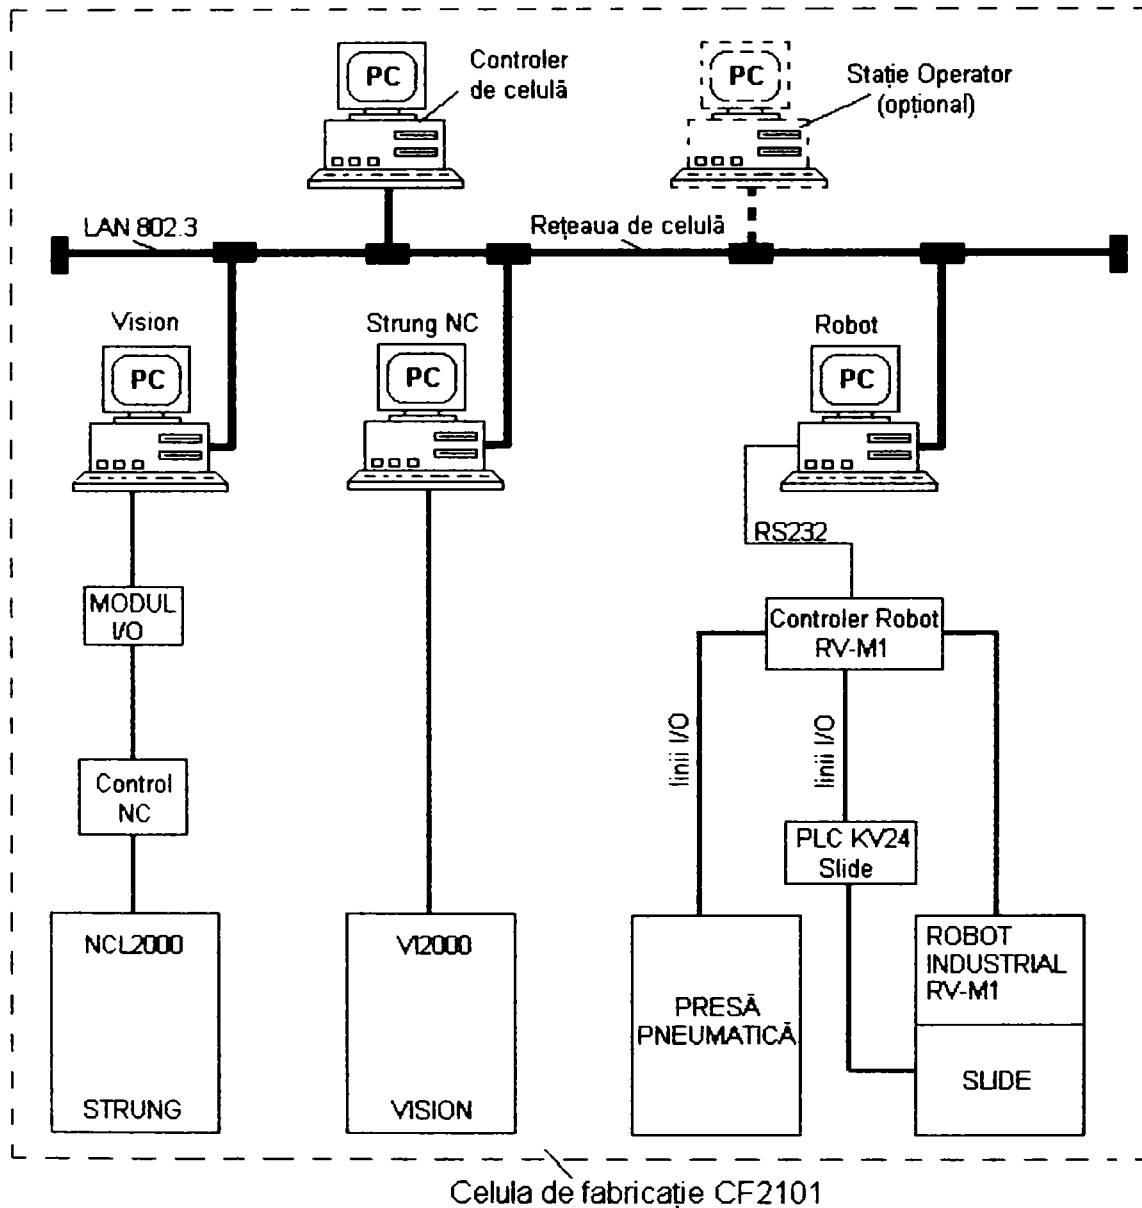 PC
Controler
de celulă
PC
Stație Operator
(opțional)
LAN 802.3
Rețeaua de celulă
Vision
PC
Strung NC
PC
Robot
PC
RS232
MODUL
I/O
Controler Robot
RV-M1
linii I/O
linii I/O
Control
NC
PLC KV24
Slide
NCL2000
STRUNG
VI2000
VISION
PRESĂ
PNEUMATICĂ
ROBOT
INDUSTRIAL
RV-M1
SLIDE
Celula de fabricație CF2101